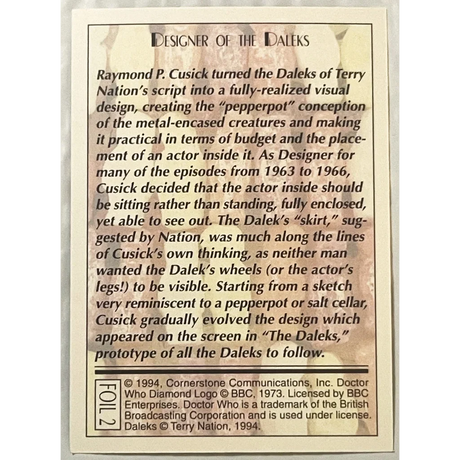 Designer of the Daleks
Raymond P. Cusick turned the Daleks of Terry
Nation's script into a fully-realized visual
design, creating the “pepperpot” conception
of the metal-encased creatures and making
it practical in terms of budget and the place-
ment of an actor inside it. As Designer for
many of the episodes from 1963 to 1966,
Cusick decided that the actor inside should
be sitting rather than standing, fully enclosed,
yet able to see out. The Dalek's “skirt,” sug-
gested by Nation, was much along the lines
of Cusick's own thinking, as neither man
wanted the Dalek's wheels (or the actor's
legs!) to be visible. Starting from a sketch
very reminiscent to a pepperpot or salt cellar,
Cusick gradually evolved the design which
appeared on the screen in “The Daleks,”
prototype of all the Daleks to follow.
FOIL 2
© 1994, Cornerstone Communications, Inc. Doctor
Who Diamond Logo © BBC, 1973. Licensed by BBC
Enterprises. Doctor Who is a trademark of the British
Broadcasting Corporation and is used under license.
Daleks © Terry Nation, 1994.